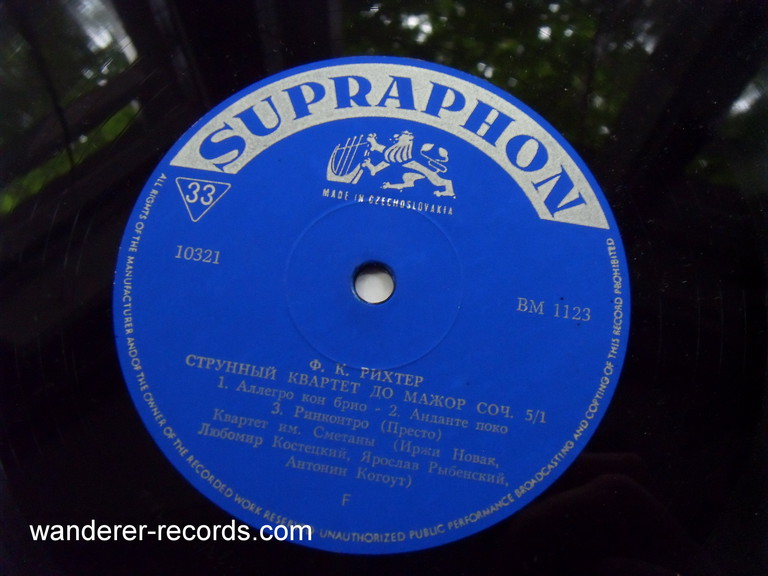 SUPRAPHON
33
MADE IN CZECHOSLOVAKIA
10321
BM 1123
Ф. К. РИХТЕР
СТРУННЫЙ КВАРТЕТ ДО МАЖОР СОЧ. 5/1
1. Аллегро кон брио - 2. Анданте поко
3. Ринконтро (Престо)
Квартет им. Сметаны (Иржи Новак,
Любомир Костецкий, Ярослав Рыбенский,
Антонин Когоут)
F
ALL RIGHTS OF THE MANUFACTURER AND OF THE OWNER OF THE RECORDED WORK RESERVED UNAUTHORIZED PUBLIC PERFORMANCE BROADCASTING AND COPYING OF THIS RECORD PROHIBITED
wanderer-records.com